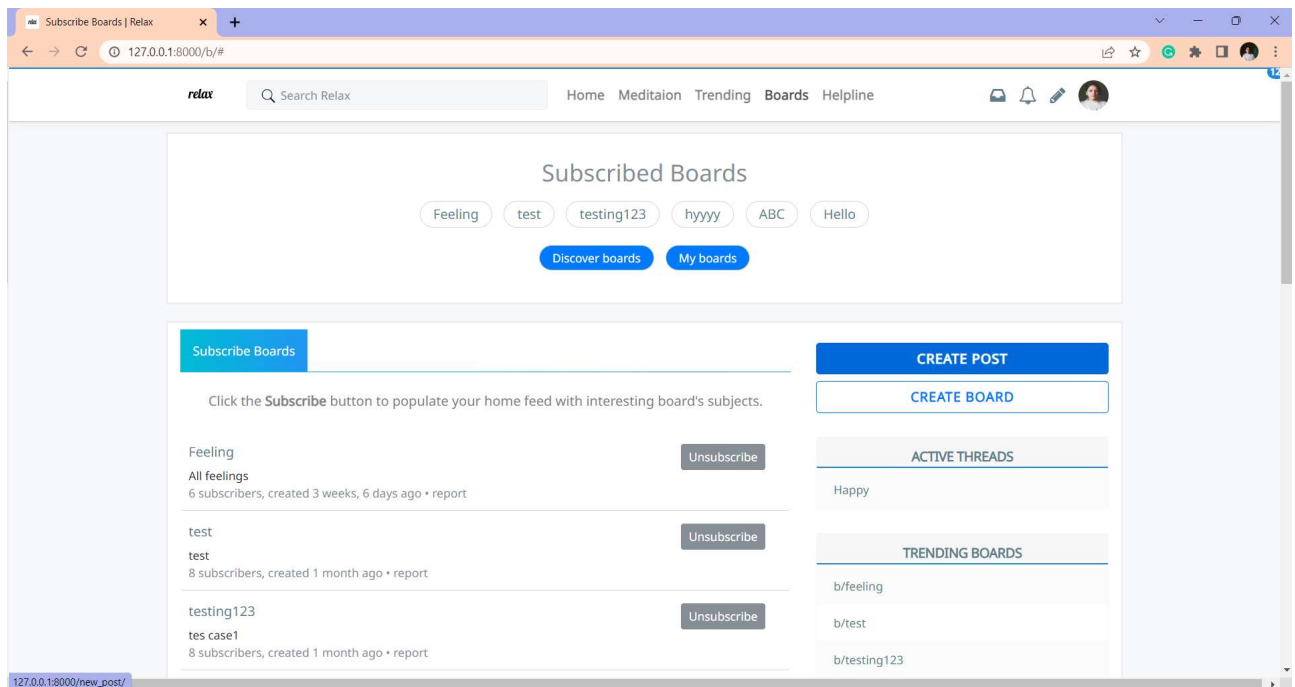 Subscribe Boards | Relax
127.0.0.1:8000/b/#
relax
Search Relax
Home Meditaion Trending Boards Helpline
12
Subscribed Boards
Feeling test testing123 hyyyy ABC Hello
Discover boards My boards
Subscribe Boards
Click the Subscribe button to populate your home feed with interesting board's subjects.
Feeling
Unsubscribe
All feelings
6 subscribers, created 3 weeks, 6 days ago • report
test
Unsubscribe
test
8 subscribers, created 1 month ago • report
testing123
Unsubscribe
tes case1
8 subscribers, created 1 month ago • report
CREATE POST
CREATE BOARD
ACTIVE THREADS
Happy
TRENDING BOARDS
b/feeling
b/test
b/testing123
127.0.0.1:8000/new_post/